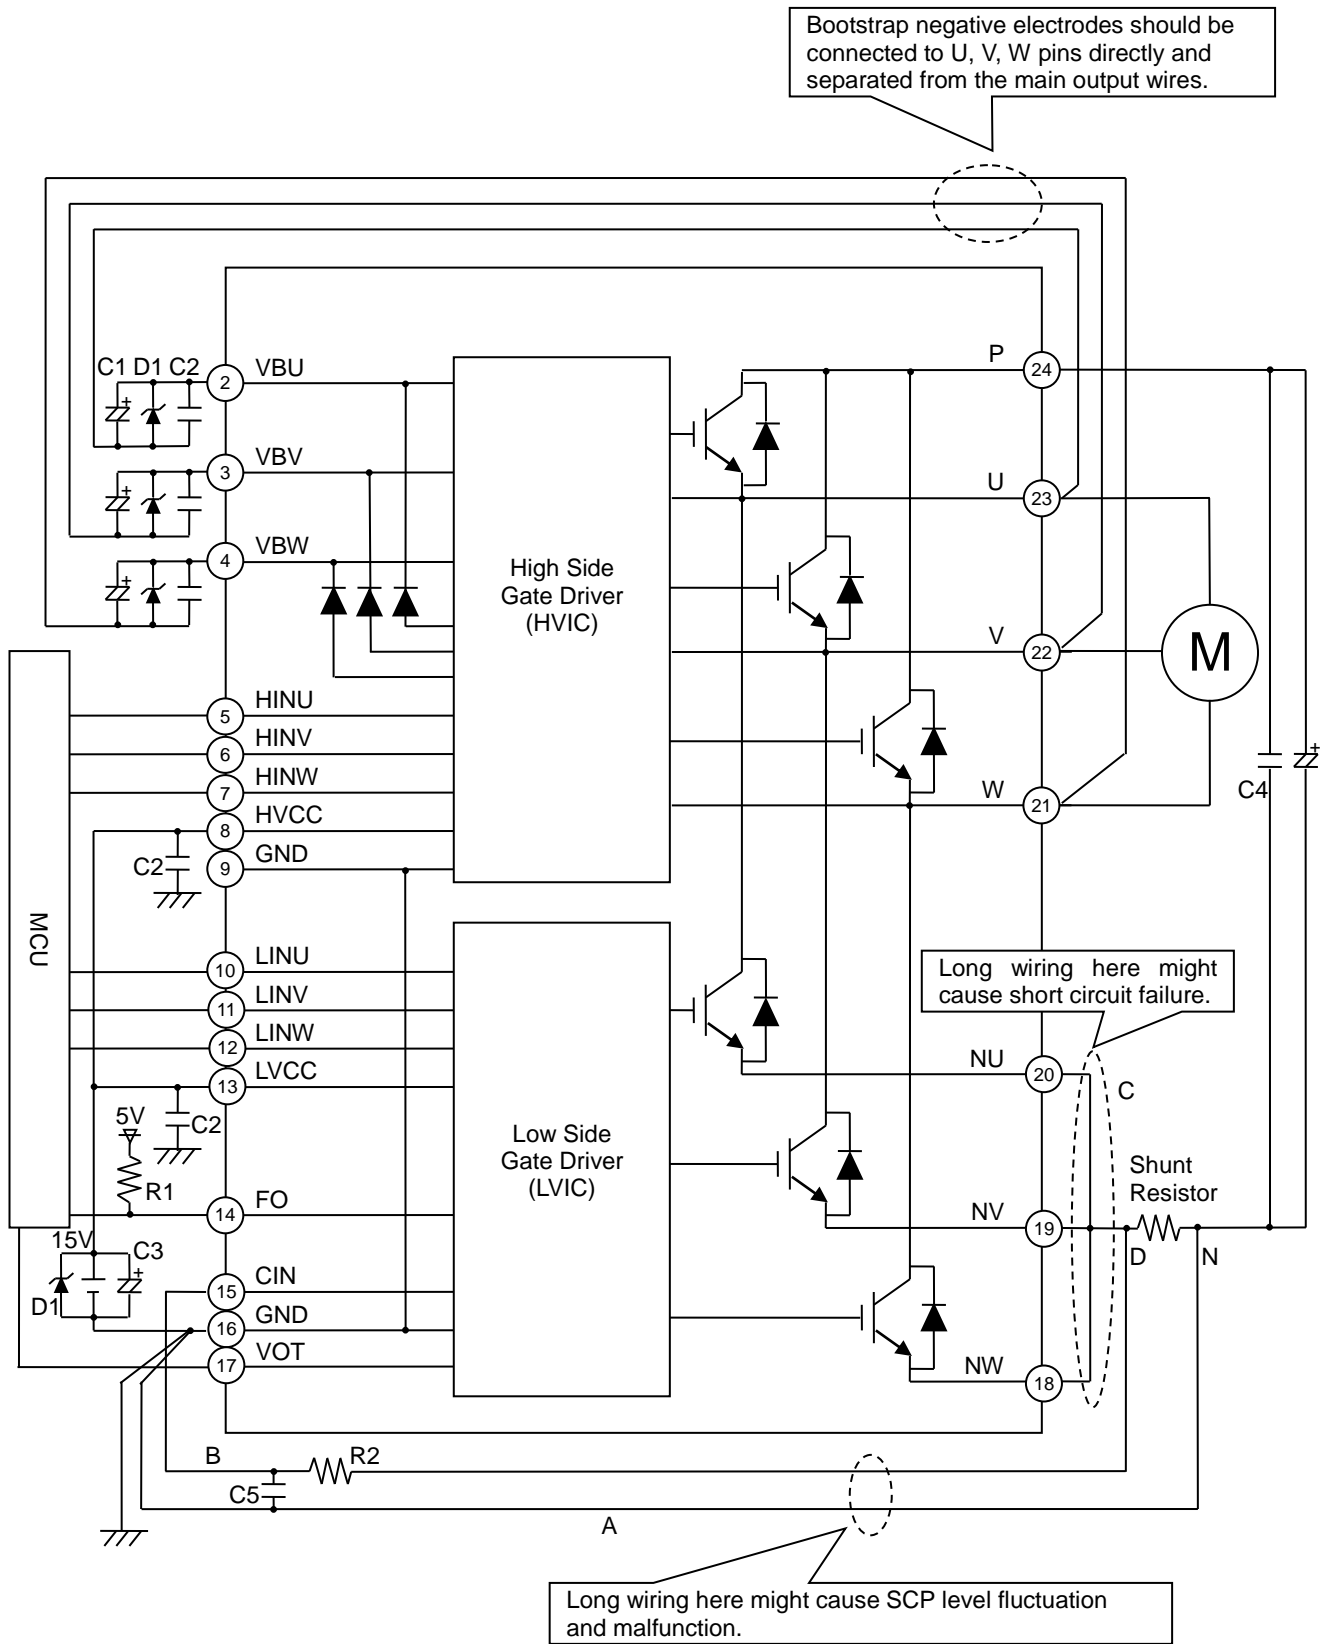 Bootstrap negative electrodes should be
connected to U, V, W pins directly and
separated from the main output wires.
C1 D1 C2
2
VBU
P
24
+
3
VBV
U
23
+
4
VBW
High Side
Gate Driver
(HVIC)
+
V
22
M
5
HINU
6
HINV
7
HINW
W
21
C4
+
8
HVCC
C2
9
GND
MCU
10
LINU
Long wiring here might
cause short circuit failure.
11
LINV
12
LINW
13
LVCC
NU
20
C
5V
C2
Low Side
Gate Driver
(LVIC)
Shunt
Resistor
R1
14
FO
NV
19
D
N
15V
C3
+
D1
15
CIN
16
GND
17
VOT
NW
18
B
R2
C5
A
Long wiring here might cause SCP level fluctuation
and malfunction.